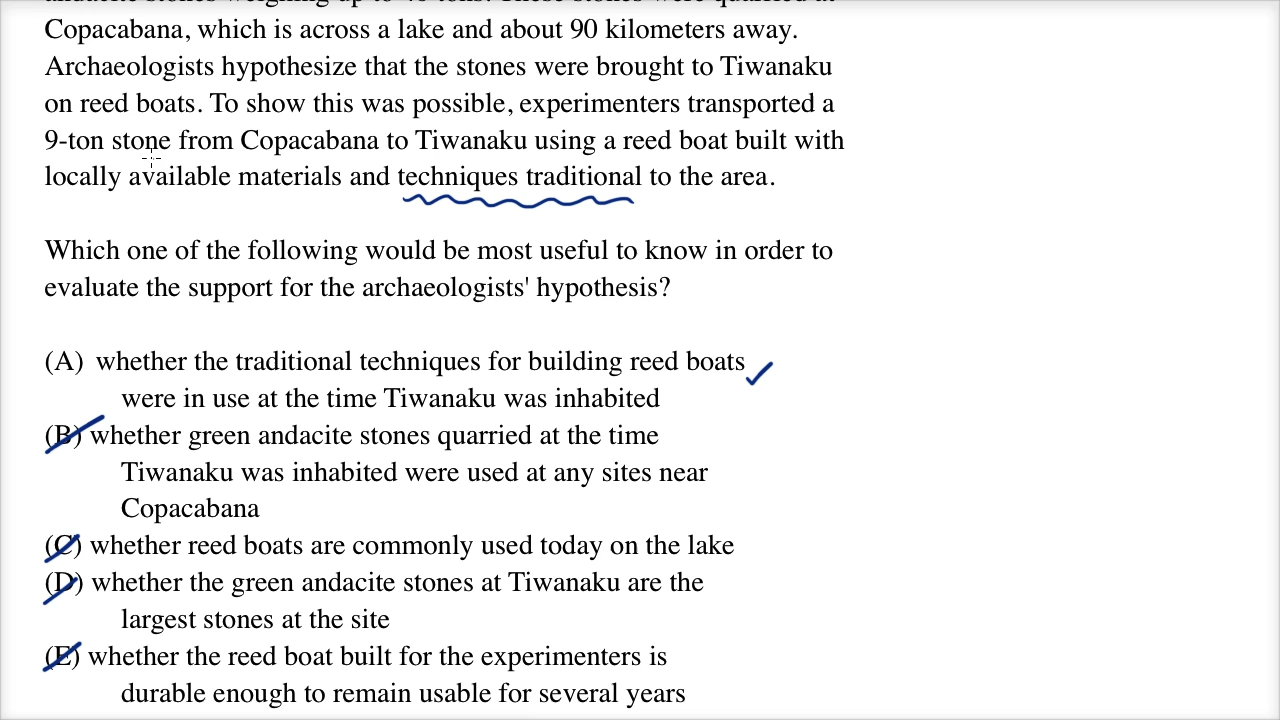 Copacabana, which is across a lake and about 90 kilometers away.
Archaeologists hypothesize that the stones were brought to Tiwanaku
on reed boats. To show this was possible, experimenters transported a
9-ton stone from Copacabana to Tiwanaku using a reed boat built with
locally available materials and techniques traditional to the area.
Which one of the following would be most useful to know in order to
evaluate the support for the archaeologists' hypothesis?
(A) whether the traditional techniques for building reed boats
were in use at the time Tiwanaku was inhabited
(B) whether green andacite stones quarried at the time
Tiwanaku was inhabited were used at any sites near
Copacabana
(C) whether reed boats are commonly used today on the lake
(D) whether the green andacite stones at Tiwanaku are the
largest stones at the site
(E) whether the reed boat built for the experimenters is
durable enough to remain usable for several years